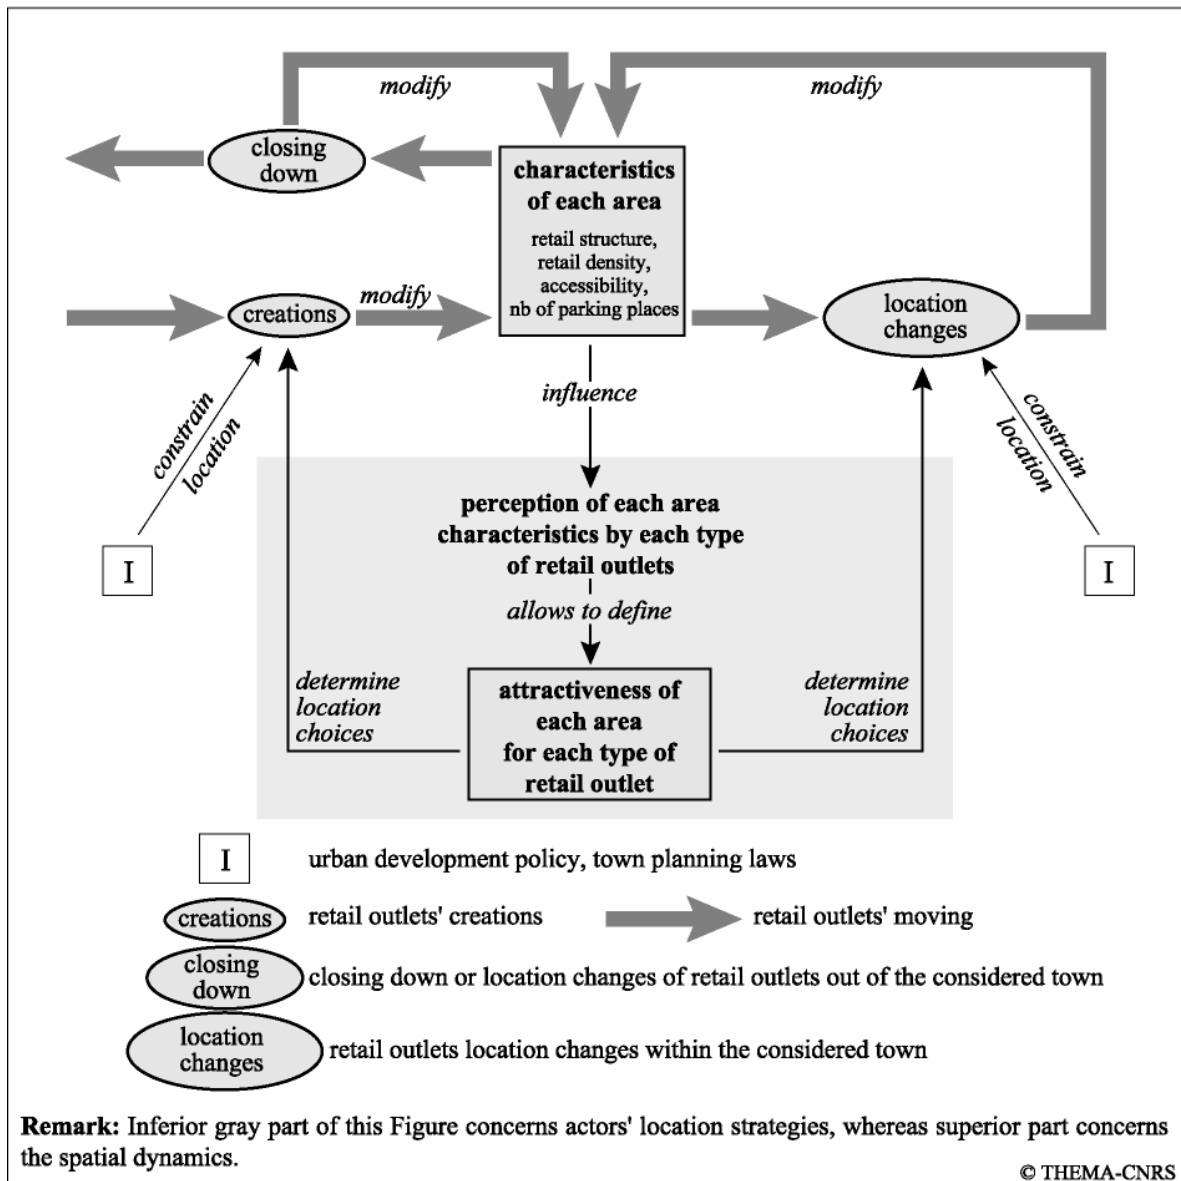 modify
modify
closing
down
characteristics
of each area
retail structure,
retail density,
accessibility,
nb of parking places
creations
modify
location
changes
influence
constrain
location
constrain
location
I
I
perception of each area
characteristics by each type
of retail outlets
allows to define
determine
location
choices
attractiveness of
each area
for each type of
retail outlet
determine
location
choices
I urban development policy, town planning laws
creations retail outlets' creations retail outlets' moving
closing
down
closing down or location changes of retail outlets out of the considered town
location
changes
retail outlets location changes within the considered town
Remark: Inferior gray part of this Figure concerns actors' location strategies, whereas superior part concerns
the spatial dynamics.
© THEMA-CNRS